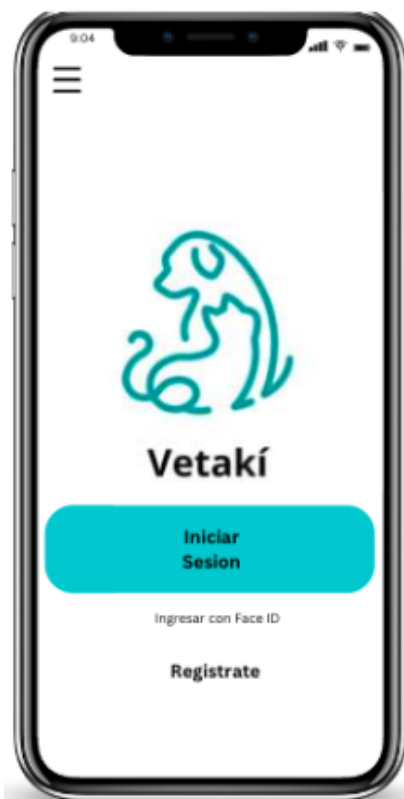 9:04
Vetakí
Iniciar
Sesion
Ingresar con Face ID
Registrate